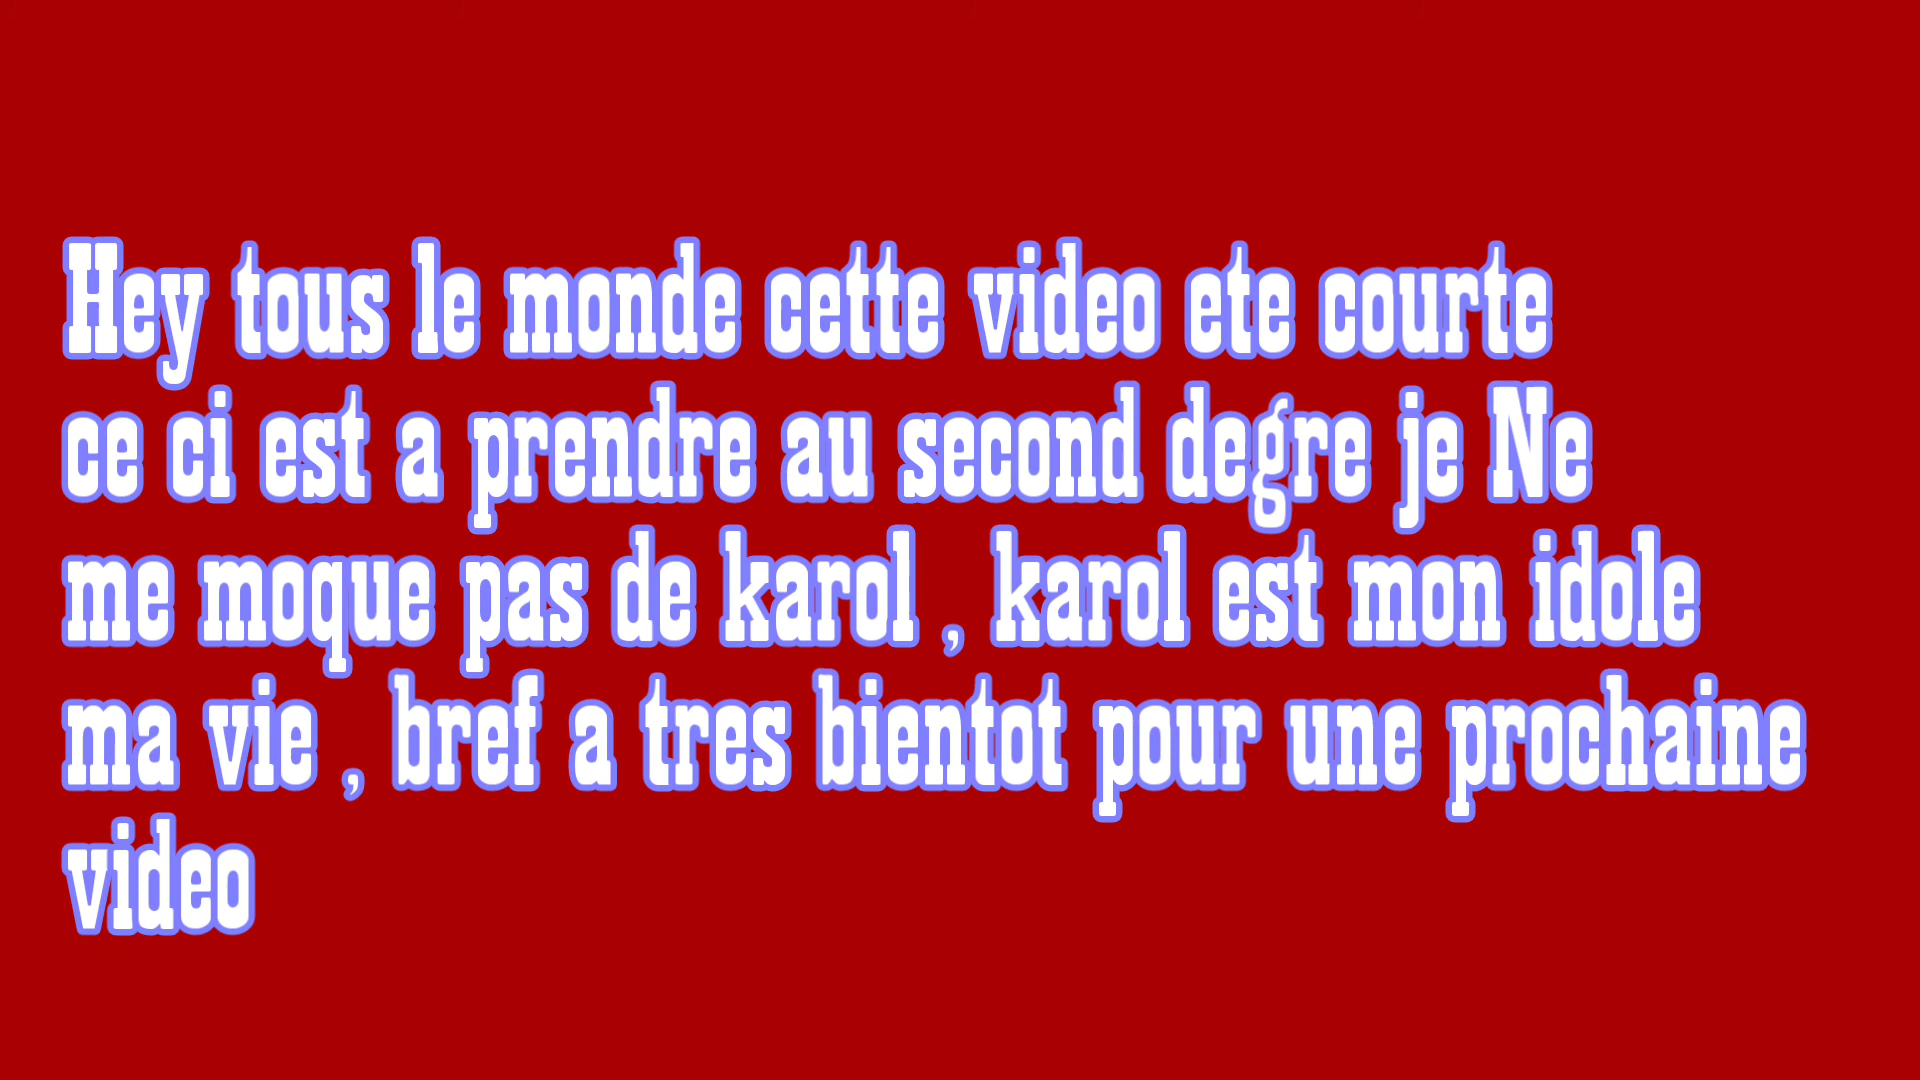 Hey tous le monde cette video ete courte
ce ci est a prendre au second degre je Ne
me moque pas de karol , karol est mon idole
ma vie , bref a tres bientot pour une prochaine
video